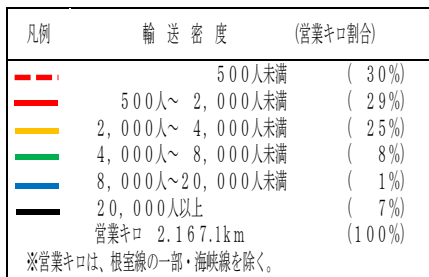 凡例 輸送密度 (営業キロ割合)
500人未満 ( 30%)
500人~ 2,000人未満 ( 29%)
2,000人~ 4,000人未満 ( 25%)
4,000人~ 8,000人未満 ( 8%)
8,000人~20,000人未満 ( 1%)
20,000人以上 ( 7%)
営業キロ 2.167.1km (100%)
※営業キロは、根室線の一部・海峡線を除く。